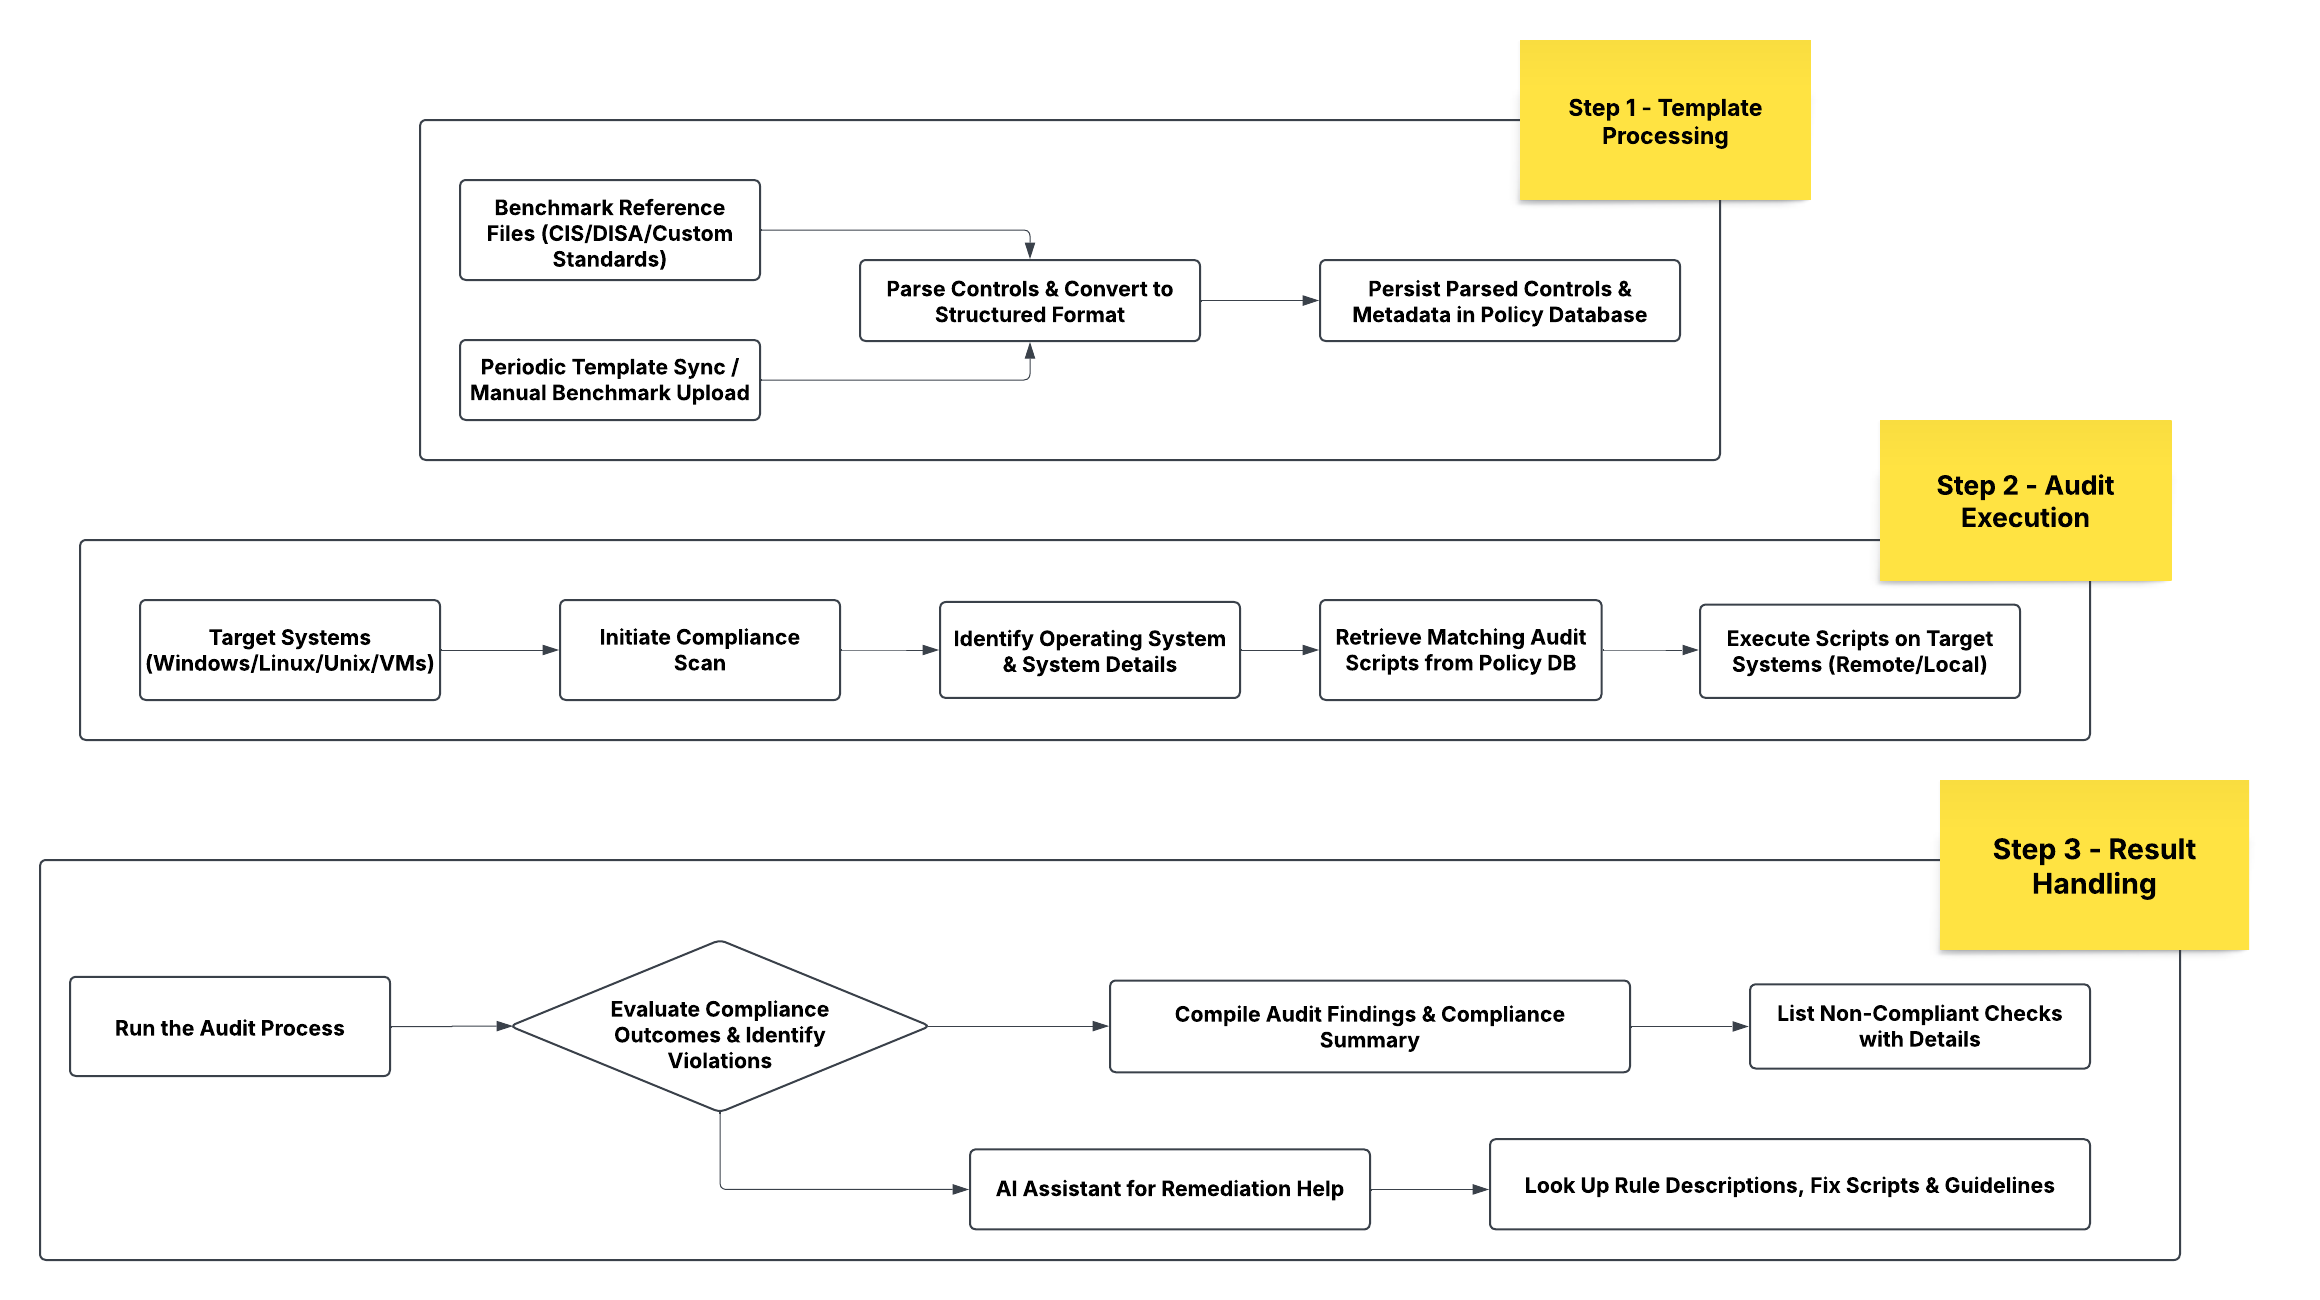 Step 1 - Template
Processing
Benchmark Reference
Files (CIS/DISA/Custom
Standards)
Parse Controls & Convert to
Structured Format
Persist Parsed Controls &
Metadata in Policy Database
Periodic Template Sync /
Manual Benchmark Upload
Step 2 - Audit
Execution
Target Systems
(Windows/Linux/Unix/VMs)
Initiate Compliance
Scan
Identify Operating System
& System Details
Retrieve Matching Audit
Scripts from Policy DB
Execute Scripts on Target
Systems (Remote/Local)
Step 3 - Result
Handling
Run the Audit Process
Evaluate Compliance
Outcomes & Identify
Violations
Compile Audit Findings & Compliance
Summary
List Non-Compliant Checks
with Details
AI Assistant for Remediation Help
Look Up Rule Descriptions, Fix Scripts & Guidelines